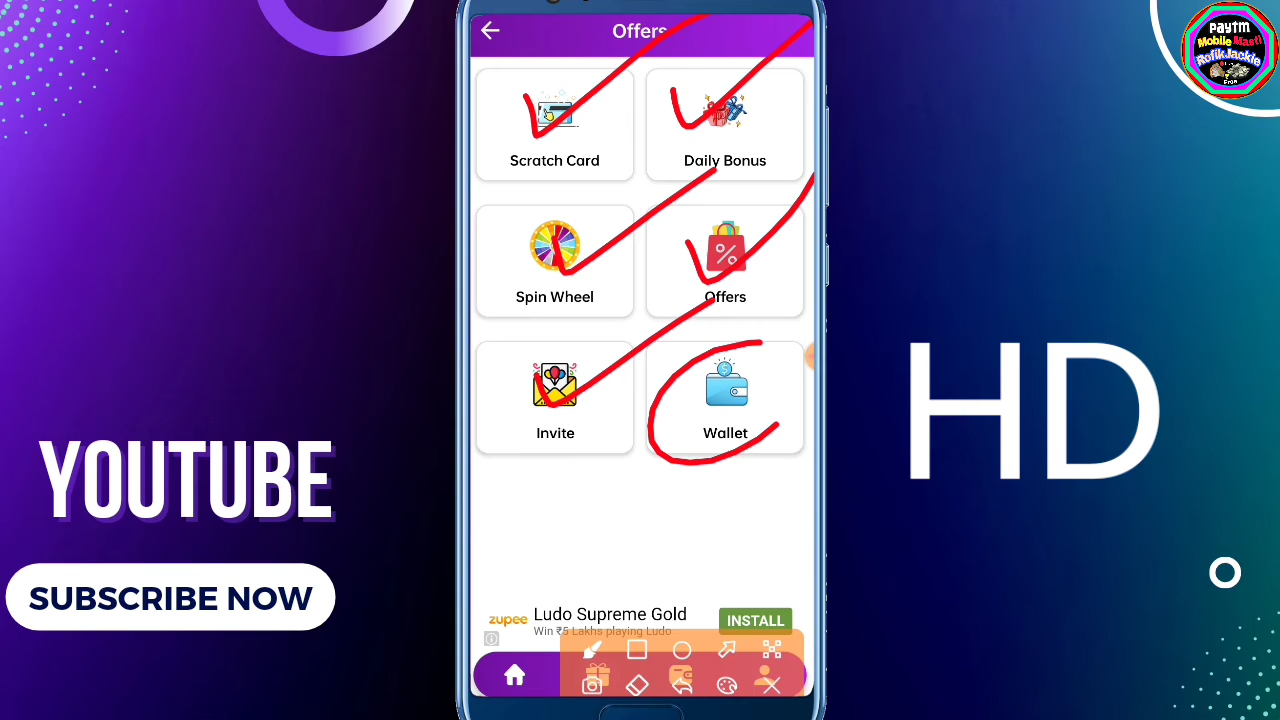 Offers
Paytm
Mobile Masti
RofikJackie
Scratch Card
Daily Bonus
Spin Wheel
Offers
Invite
Wallet
YOUTUBE
HD
SUBSCRIBE NOW
zupee
Ludo Supreme Gold
INSTALL
Win ₹5 Lakhs playing Ludo